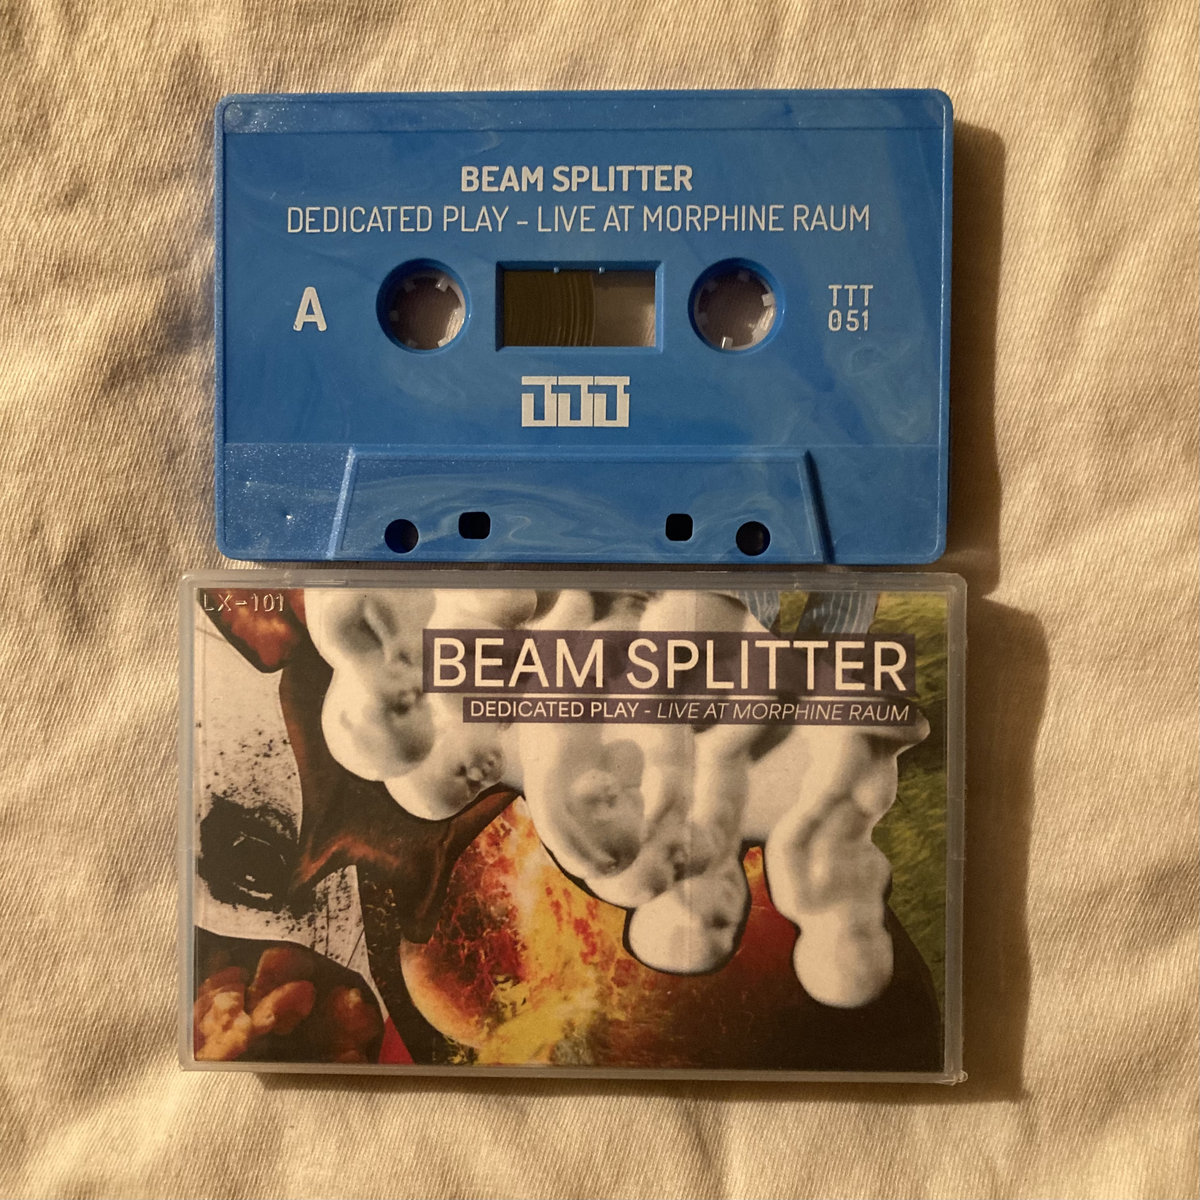 BEAM SPLITTER
DEDICATED PLAY - LIVE AT MORPHINE RAUM
A
TTT
051
TTT
LX-101
BEAM SPLITTER
DEDICATED PLAY - LIVE AT MORPHINE RAUM